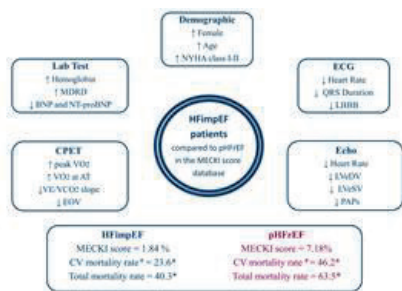 Demographic
↑ Female
↑ Age
↑ NYHA class I-II
Lab Test
↑ Hemoglobin
↑ MDRD
↓ BNP and NT-proBNP
ECG
↓ Heart Rate
↓ QRS Duration
↓ LBBB
HFimpEF
patients
compared to pHFrEF
in the MECKI score
database
CPET
↑ peak VO2
↑ VO2 at AT
↓VE/VCO2 slope
↓ EOV
Echo
↓ Heart Rate
↓ LVeDV
↓ LVeSV
↓ PAPs
HFimpEF
MECKI score = 1.84 %
CV mortality rate* = 23.6*
Total mortality rate = 40.3*
pHFrEF
MECKI score = 7.18%
CV mortality rate* = 46.2*
Total mortality rate = 63.5*